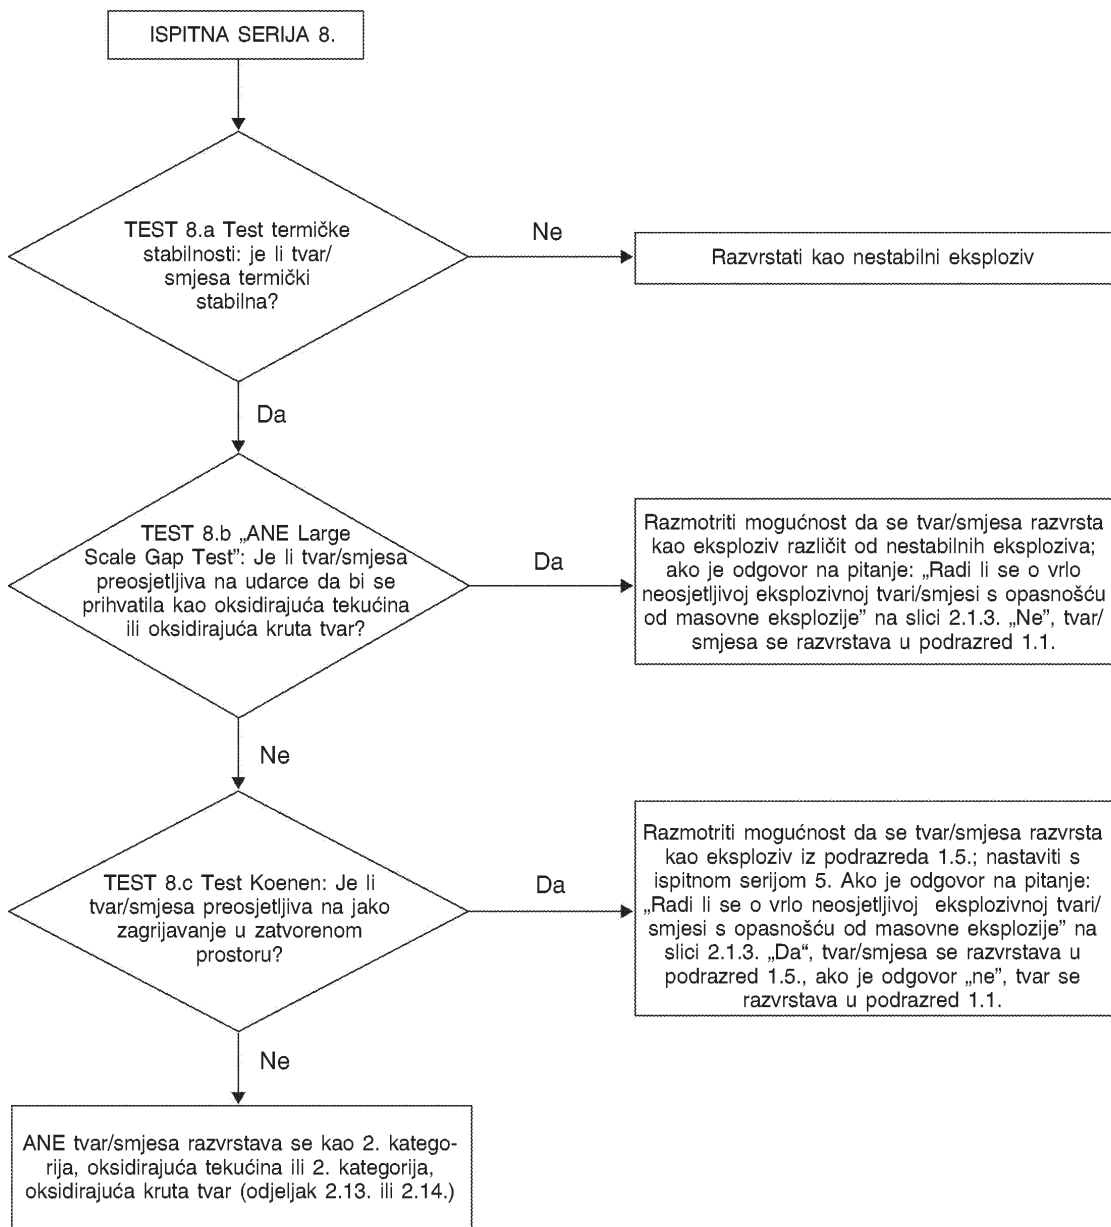 ISPITNA SERIJA 8.
TEST 8.a Test termičke
stabilnosti: je li tvar/
smjesa termički
stabilna?
Ne
Razvrstati kao nestabilni eksploziv
Da
TEST 8.b „ANE Large
Scale Gap Test”: Je li tvar/smjesa
preosjetljiva na udarce da bi se
prihvatila kao oksidirajuća tekućina
ili oksidirajuća kruta tvar?
Da
Razmotriti mogućnost da se tvar/smjesa razvrsta
kao eksploziv različit od nestabilnih eksploziva;
ako je odgovor na pitanje: „Radi li se o vrlo
neosjetljivoj eksplozivnoj tvari/smjesi s opasnošću
od masovne eksplozije” na slici 2.1.3. „Ne”, tvar/
smjesa se razvrstava u podrazred 1.1.
Ne
TEST 8.c Test Koenen: Je li
tvar/smjesa preosjetljiva na jako
zagrijavanje u zatvorenom
prostoru?
Da
Razmotriti mogućnost da se tvar/smjesa razvrsta
kao eksploziv iz podrazreda 1.5.; nastaviti s
ispitnom serijom 5. Ako je odgovor na pitanje:
„Radi li se o vrlo neosjetljivoj eksplozivnoj tvari/
smjesi s opasnošću od masovne eksplozije” na
slici 2.1.3. „Da“, tvar/smjesa se razvrstava u
podrazred 1.5., ako je odgovor „ne”, tvar se
razvrstava u podrazred 1.1.
Ne
ANE tvar/smjesa razvrstava se kao 2. katego-
rija, oksidirajuća tekućina ili 2. kategorija,
oksidirajuća kruta tvar (odjeljak 2.13. ili 2.14.)